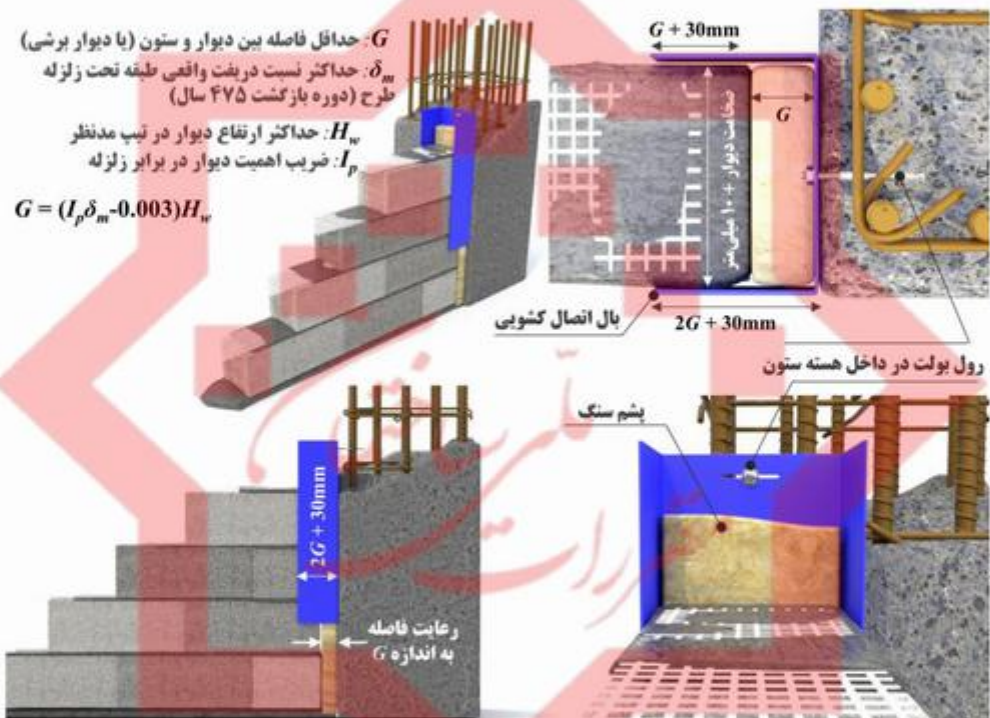 G: حداقل فاصله بین دیوار و ستون (یا دیوار برشی)
δm: حداکثر نسبت دریفت واقعی طبقه تحت زلزله
طرح (دوره بازگشت ۴۷۵ سال)
Hw: حداکثر ارتفاع دیوار در تیپ مدنظر
Ip: ضریب اهمیت دیوار در برابر زلزله
G = (Ipδm-0.003)Hw
G + 30mm
G
ضخامت دیوار + ۱۰ میلی‌متر
بال اتصال کشویی
2G + 30mm
رول بولت در داخل هسته ستون
پشم سنگ
2G + 30mm
رعایت فاصله
به اندازه G